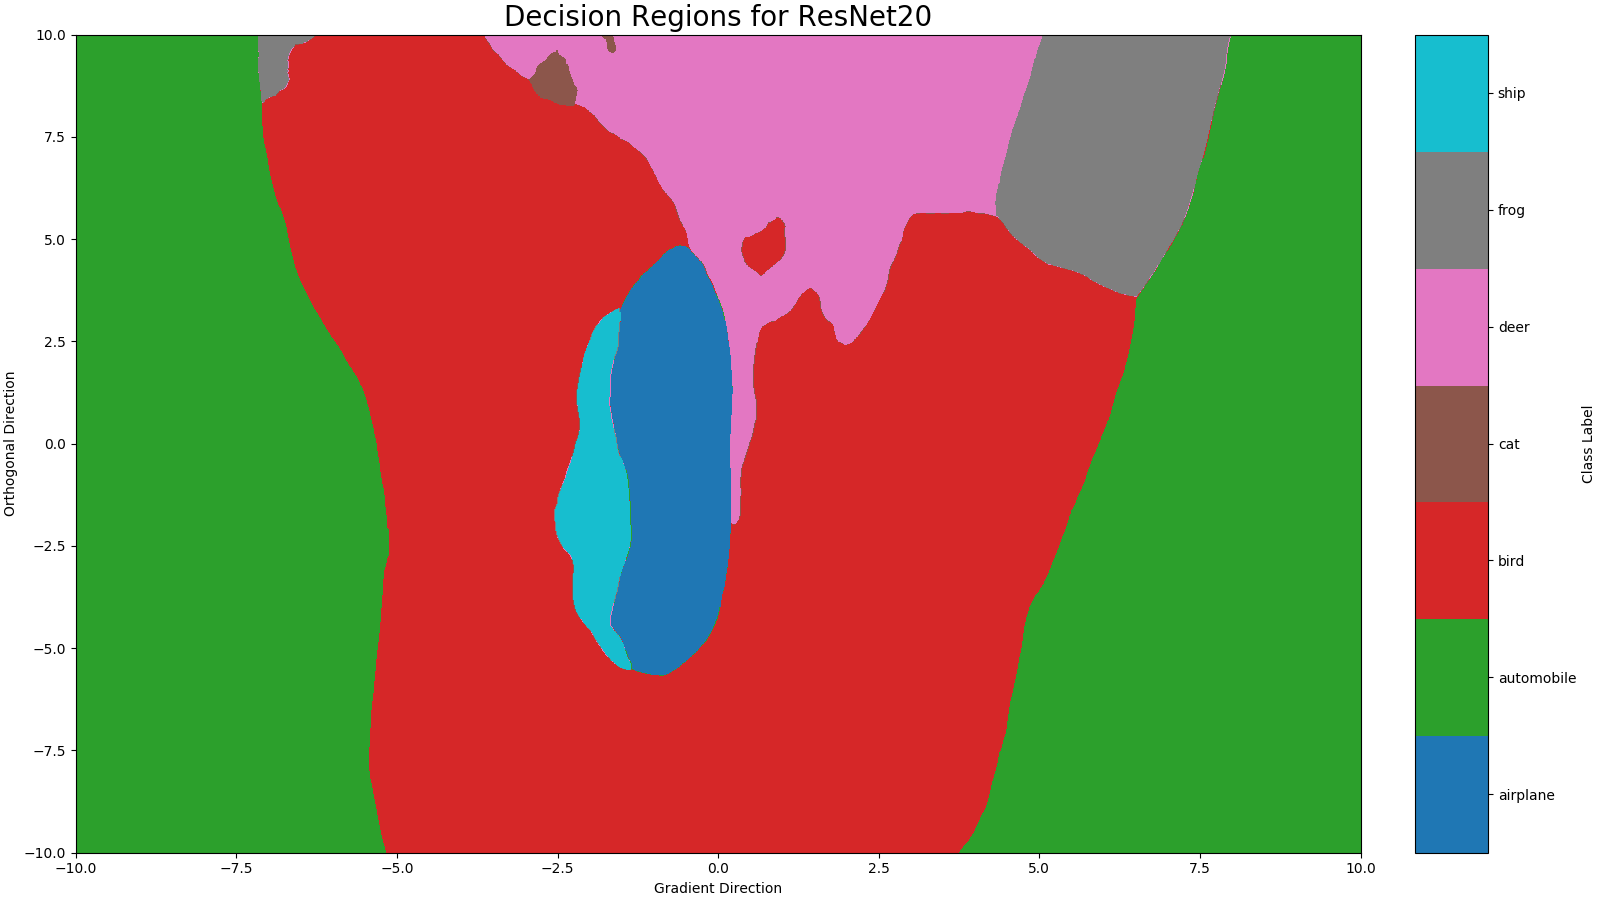 Decision Regions for ResNet20
10.0
7.5
5.0
2.5
0.0
−2.5
−5.0
−7.5
−10.0
Orthogonal Direction
−10.0
−7.5
−5.0
−2.5
0.0
2.5
5.0
7.5
10.0
Gradient Direction
ship
frog
deer
cat
bird
automobile
airplane
Class Label